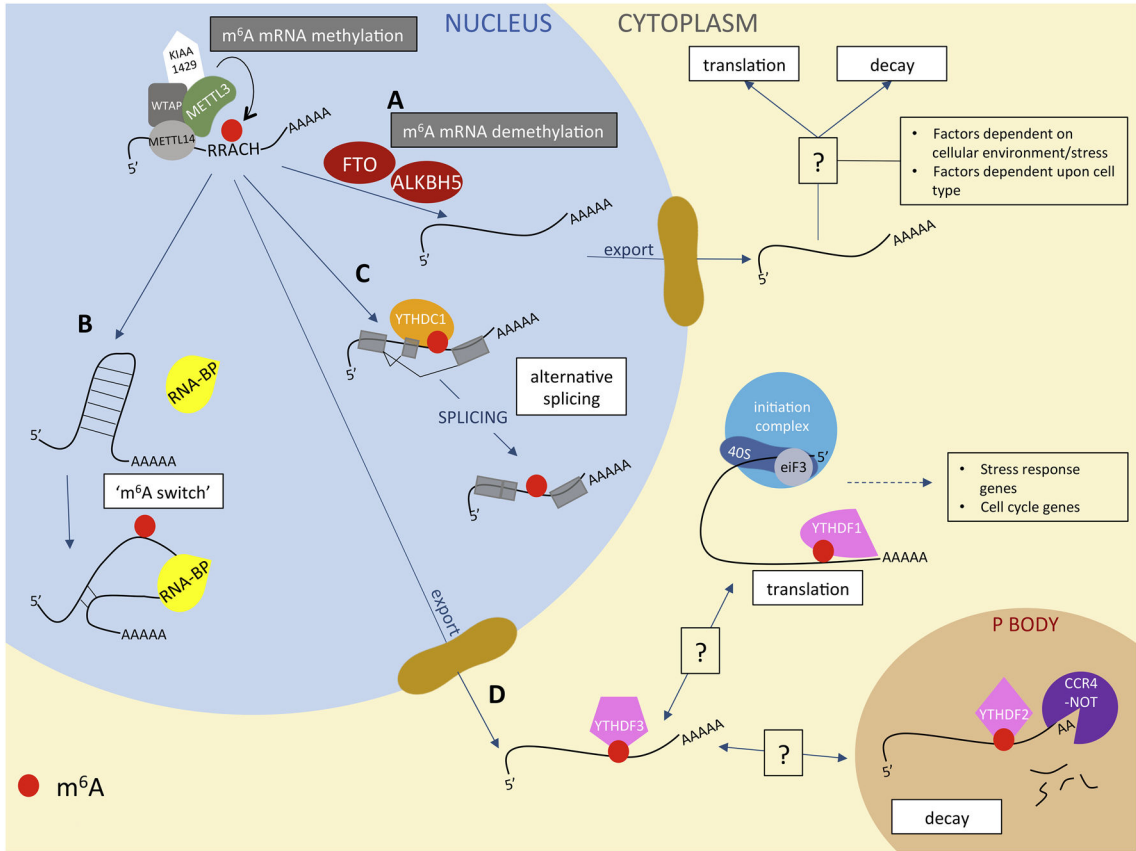 NUCLEUS
CYTOPLASM
m⁶A mRNA methylation
KIAA
1429
WTAP
METTL3
METTL14
5'
RRACH
AAAAA
A
m⁶A mRNA demethylation
FTO
ALKBH5
5'
AAAAA
export
translation
decay
?
• Factors dependent on
cellular environment/stress
• Factors dependent upon cell
type
5'
AAAAA
B
5'
AAAAA
RNA-BP
'm⁶A switch'
5'
RNA-BP
AAAAA
C
YTHDC1
5'
AAAAA
SPLICING
alternative
splicing
5'
AAAAA
initiation
complex
40S
eiF3
5'
YTHDF1
AAAAA
translation
• Stress response
genes
• Cell cycle genes
export
D
5'
YTHDF3
AAAAA
?
?
P BODY
YTHDF2
CCR4
-NOT
AA
5'
decay
m⁶A